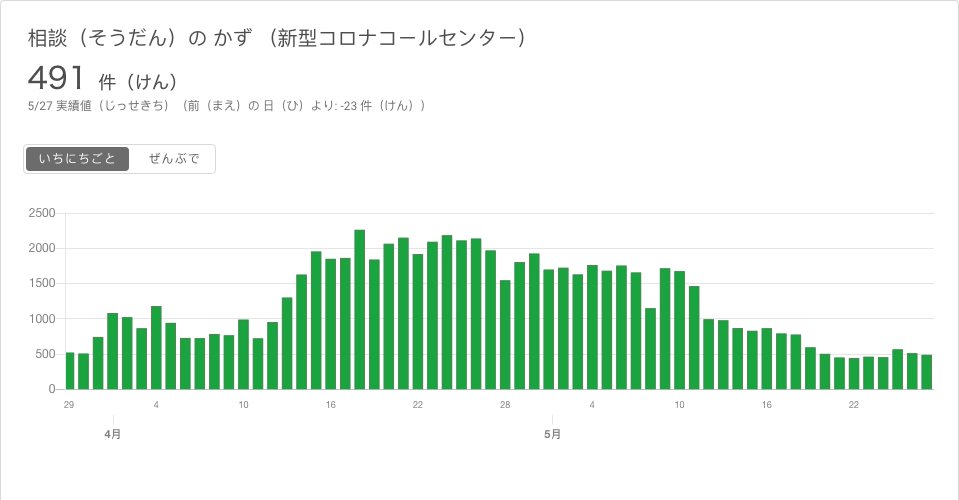 相談（そうだん）の かず （新型コロナコールセンター）
491 件（けん）
5/27 実績値（じっせきち）（前（まえ）の 日（ひ）より: -23 件（けん））
いちにちごと ぜんぶで
2500
2000
1500
1000
500
0
29 4 10 16 22 28 4 10 16 22
4月 5月